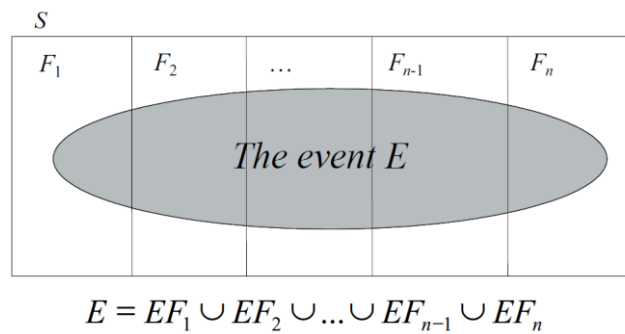 S
F₁ F₂ … Fₙ₋₁ Fₙ
The event E
E = EF₁ ∪ EF₂ ∪ ... ∪ EFₙ₋₁ ∪ EFₙ